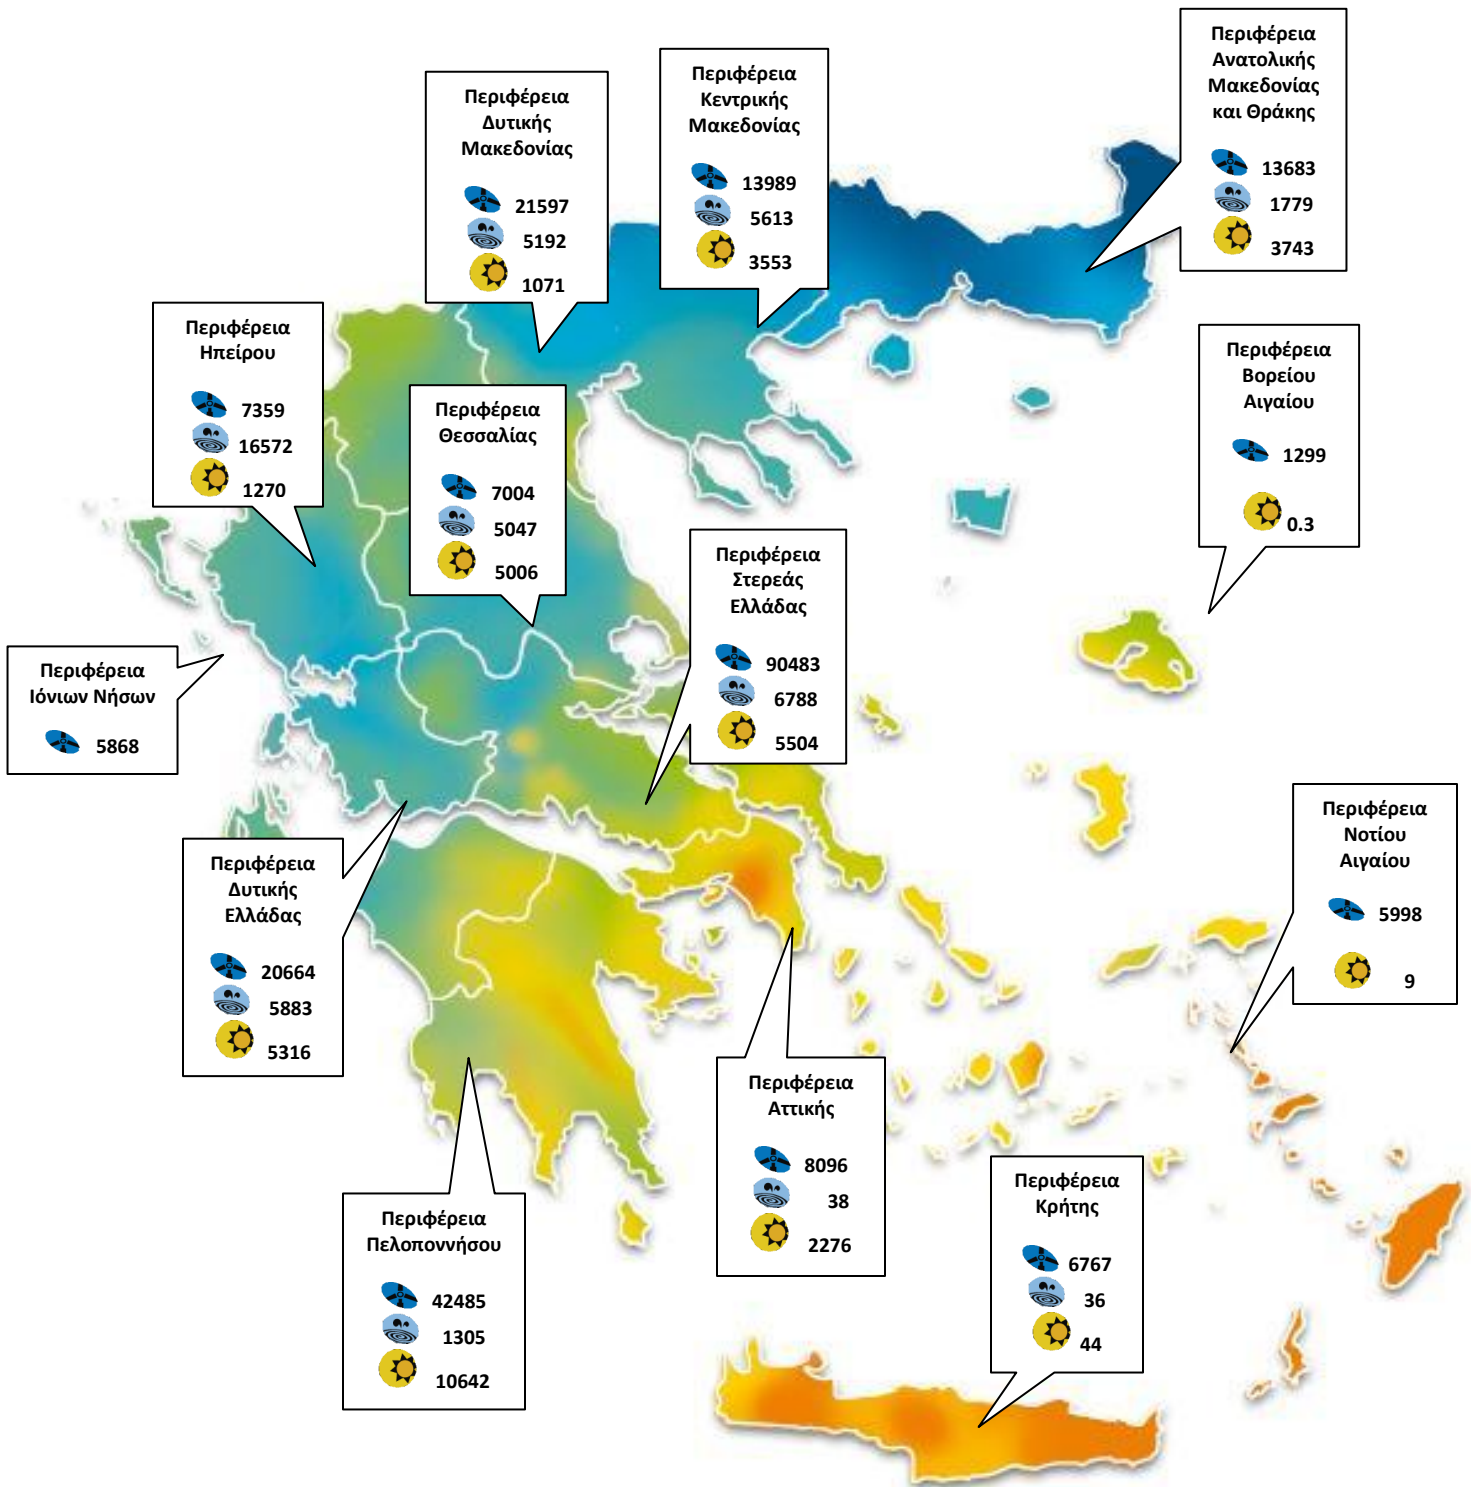 Περιφέρεια
Ανατολικής
Μακεδονίας
και Θράκης
13683
1779
3743
Περιφέρεια
Κεντρικής
Μακεδονίας
13989
5613
3553
Περιφέρεια
Δυτικής
Μακεδονίας
21597
5192
1071
Περιφέρεια
Ηπείρου
7359
16572
1270
Περιφέρεια
Βορείου
Αιγαίου
1299
0.3
Περιφέρεια
Θεσσαλίας
7004
5047
5006
Περιφέρεια
Στερεάς
Ελλάδας
90483
6788
5504
Περιφέρεια
Ιόνιων Νήσων
5868
Περιφέρεια
Νοτίου
Αιγαίου
5998
9
Περιφέρεια
Δυτικής
Ελλάδας
20664
5883
5316
Περιφέρεια
Αττικής
8096
38
2276
Περιφέρεια
Κρήτης
6767
36
44
Περιφέρεια
Πελοποννήσου
42485
1305
10642